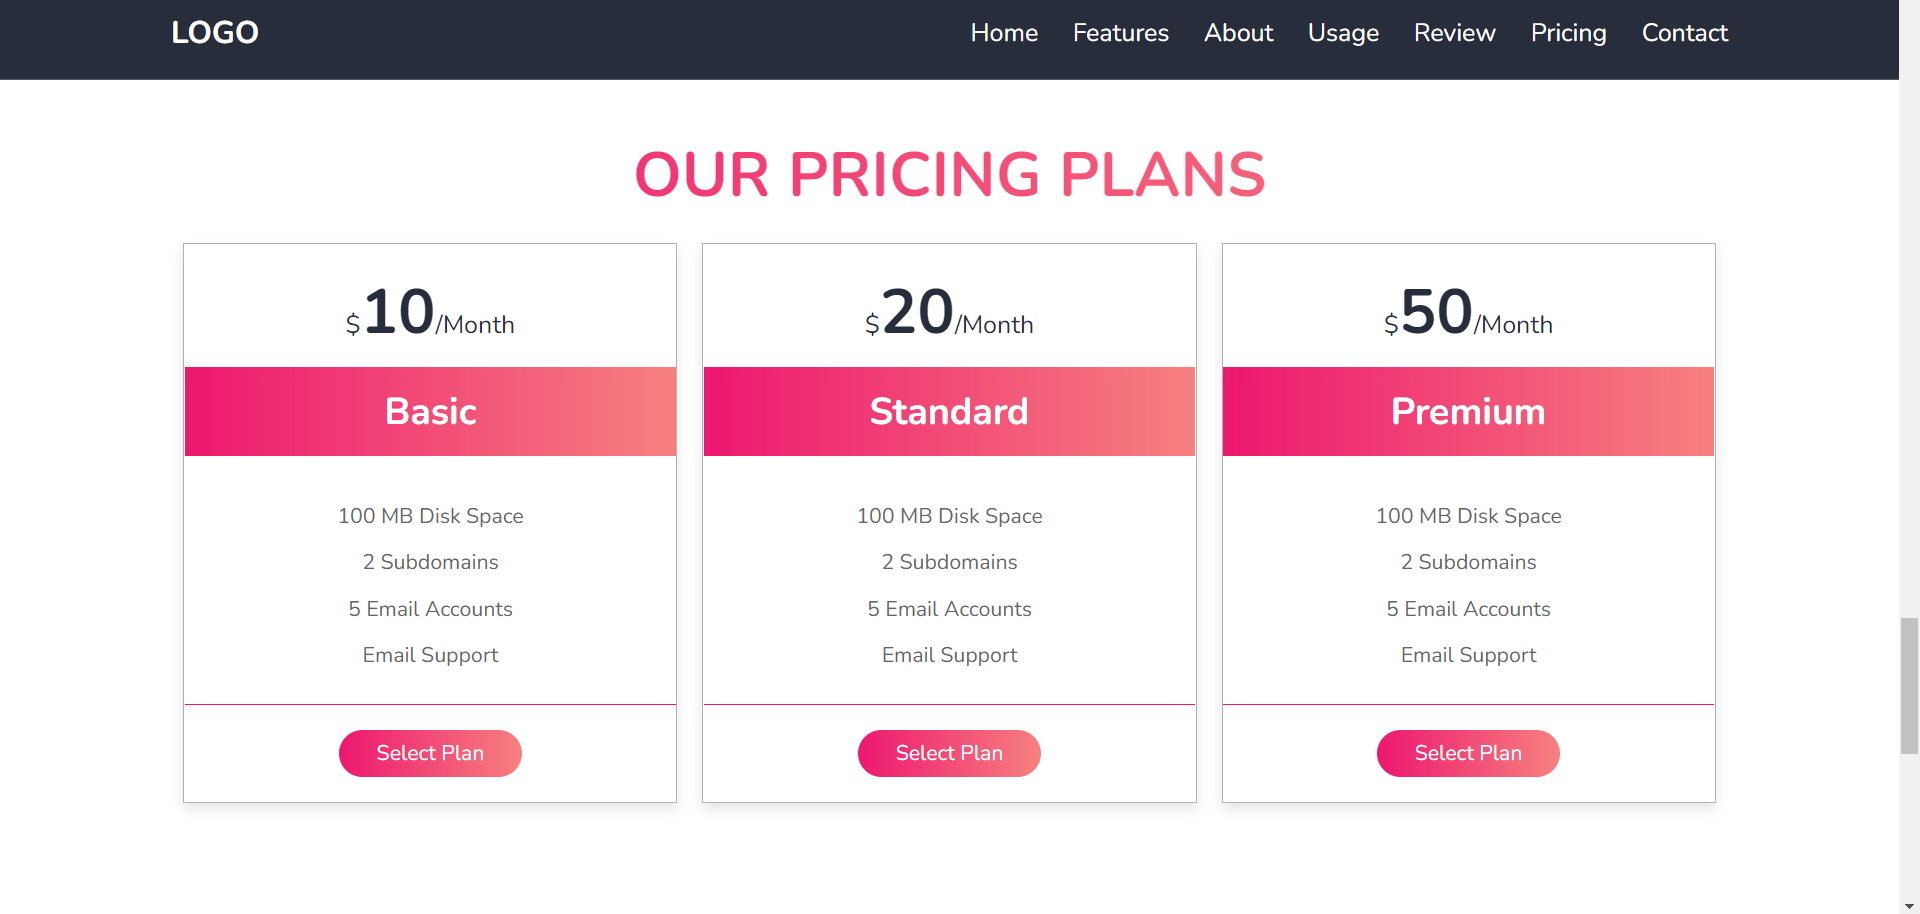 LOGO Home Features About Usage Review Pricing Contact
OUR PRICING PLANS
$10/Month
Basic
100 MB Disk Space
2 Subdomains
5 Email Accounts
Email Support
Select Plan
$20/Month
Standard
100 MB Disk Space
2 Subdomains
5 Email Accounts
Email Support
Select Plan
$50/Month
Premium
100 MB Disk Space
2 Subdomains
5 Email Accounts
Email Support
Select Plan